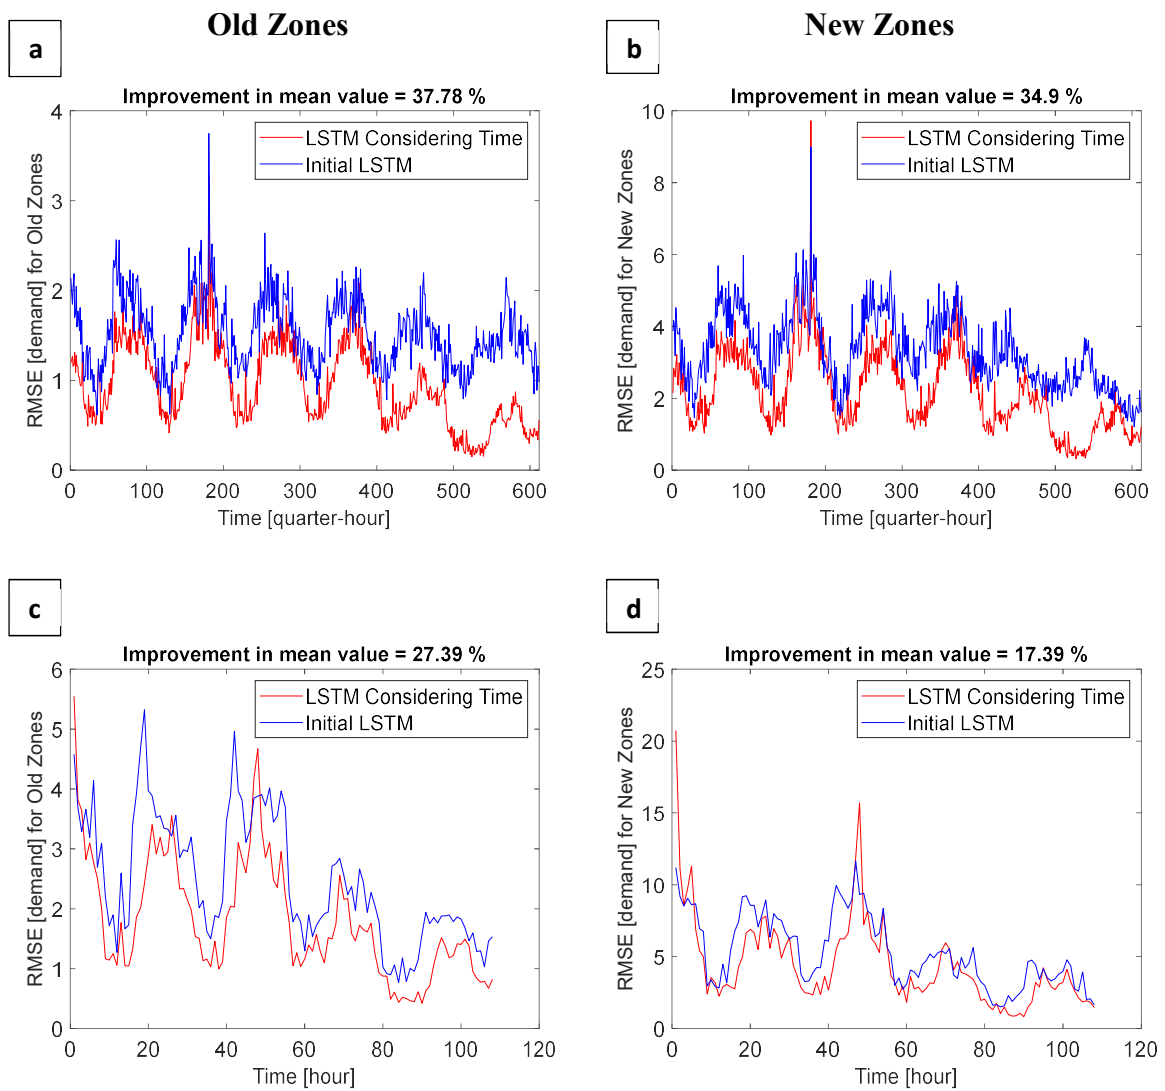 Old Zones
New Zones
a
Improvement in mean value = 37.78 %
LSTM Considering Time
Initial LSTM
RMSE [demand] for Old Zones
4
3
2
1
0
0 100 200 300 400 500 600
Time [quarter-hour]
b
Improvement in mean value = 34.9 %
LSTM Considering Time
Initial LSTM
RMSE [demand] for New Zones
10
8
6
4
2
0
0 100 200 300 400 500 600
Time [quarter-hour]
c
Improvement in mean value = 27.39 %
LSTM Considering Time
Initial LSTM
RMSE [demand] for Old Zones
6
5
4
3
2
1
0
0 20 40 60 80 100 120
Time [hour]
d
Improvement in mean value = 17.39 %
LSTM Considering Time
Initial LSTM
RMSE [demand] for New Zones
25
20
15
10
5
0
0 20 40 60 80 100 120
Time [hour]